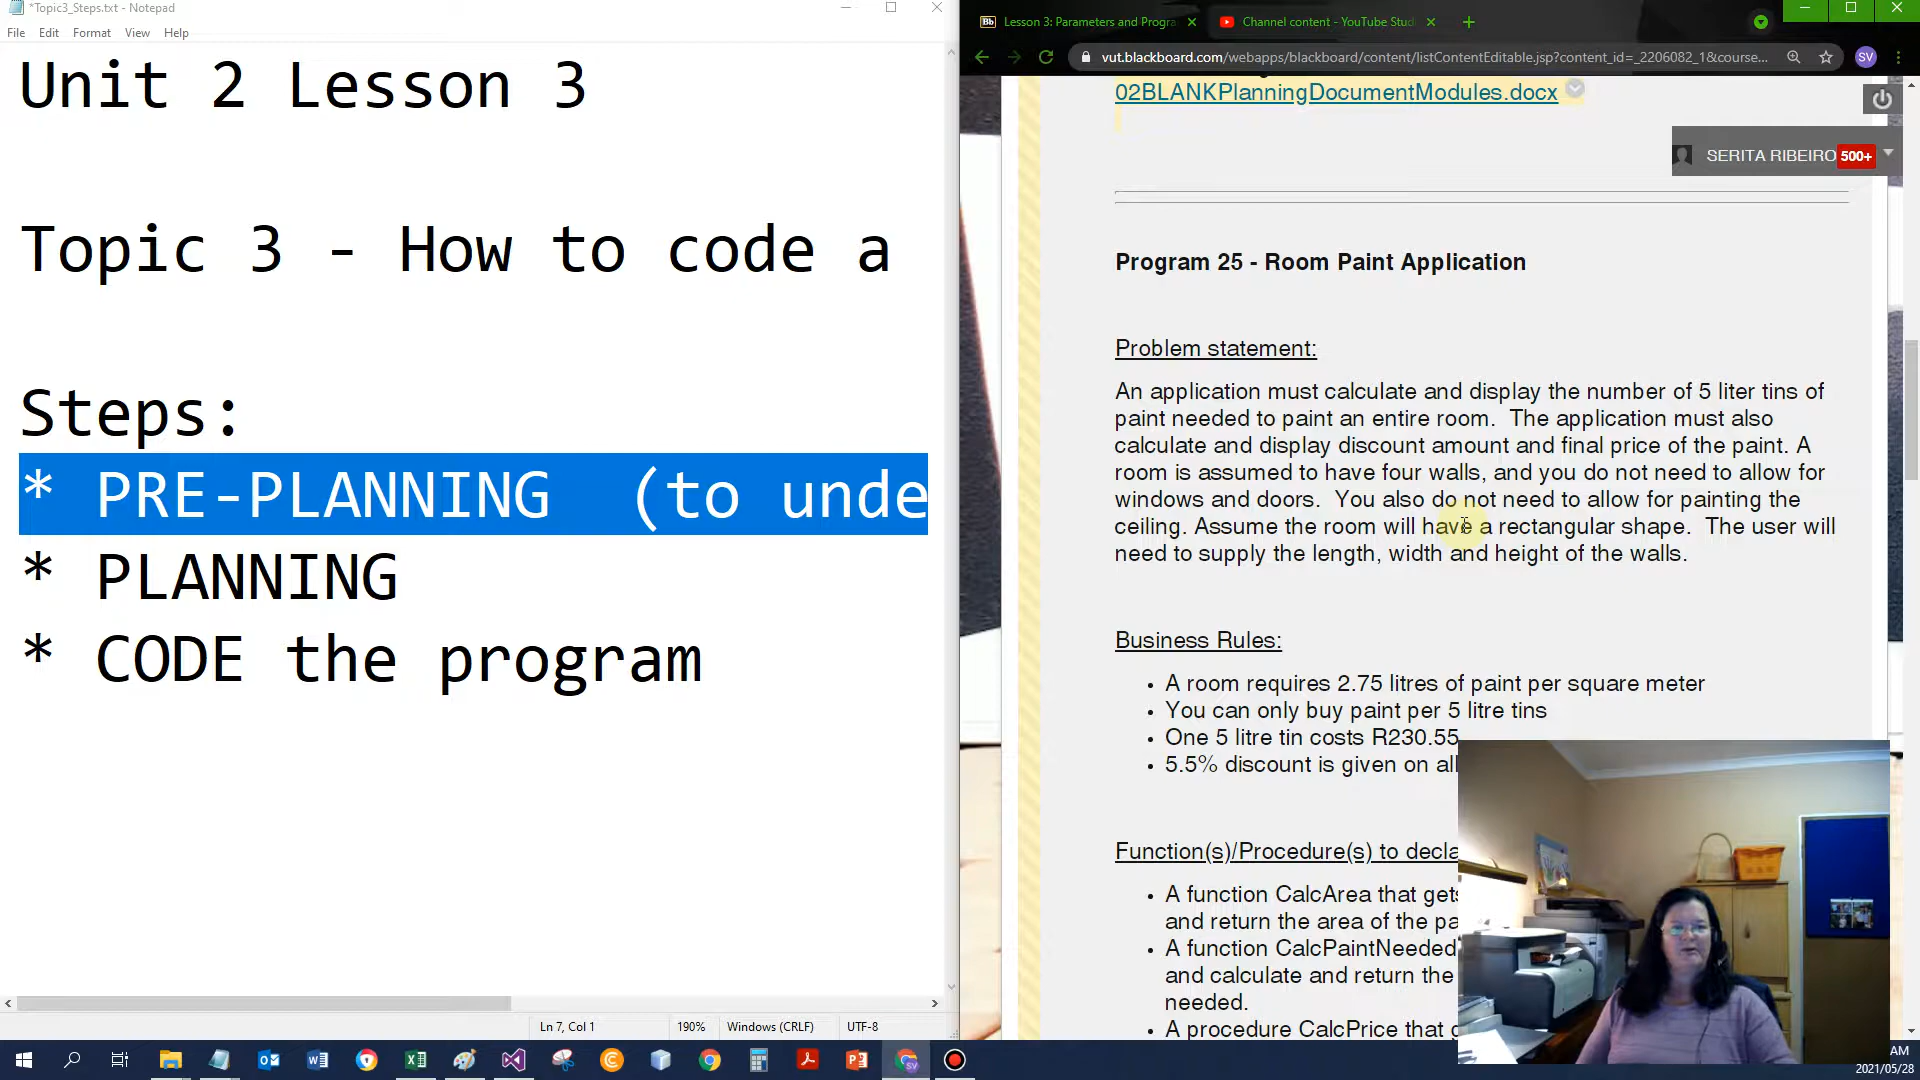 *Topic3_Steps.txt - Notepad
File Edit Format View Help
Unit 2 Lesson 3
Topic 3 - How to code a
Steps:
* PRE-PLANNING (to unde
* PLANNING
* CODE the program
Ln 7, Col 1 190% Windows (CRLF) UTF-8
Bb Lesson 3: Parameters and Progra
Channel content - YouTube Stud
vut.blackboard.com/webapps/blackboard/content/listContentEditable.jsp?content_id=_2206082_1&course...
SV
02BLANKPlanningDocumentModules.docx
SERITA RIBEIRO 500+
Program 25 - Room Paint Application
Problem statement:
An application must calculate and display the number of 5 liter tins of
paint needed to paint an entire room. The application must also
calculate and display discount amount and final price of the paint. A
room is assumed to have four walls, and you do not need to allow for
windows and doors. You also do not need to allow for painting the
ceiling. Assume the room will have a rectangular shape. The user will
need to supply the length, width and height of the walls.
Business Rules:
• A room requires 2.75 litres of paint per square meter
• You can only buy paint per 5 litre tins
• One 5 litre tin costs R230.55
• 5.5% discount is given on all
Function(s)/Procedure(s) to decla
• A function CalcArea that gets
and return the area of the pa
• A function CalcPaintNeeded
and calculate and return the
needed.
• A procedure CalcPrice that g
AM
2021/05/28